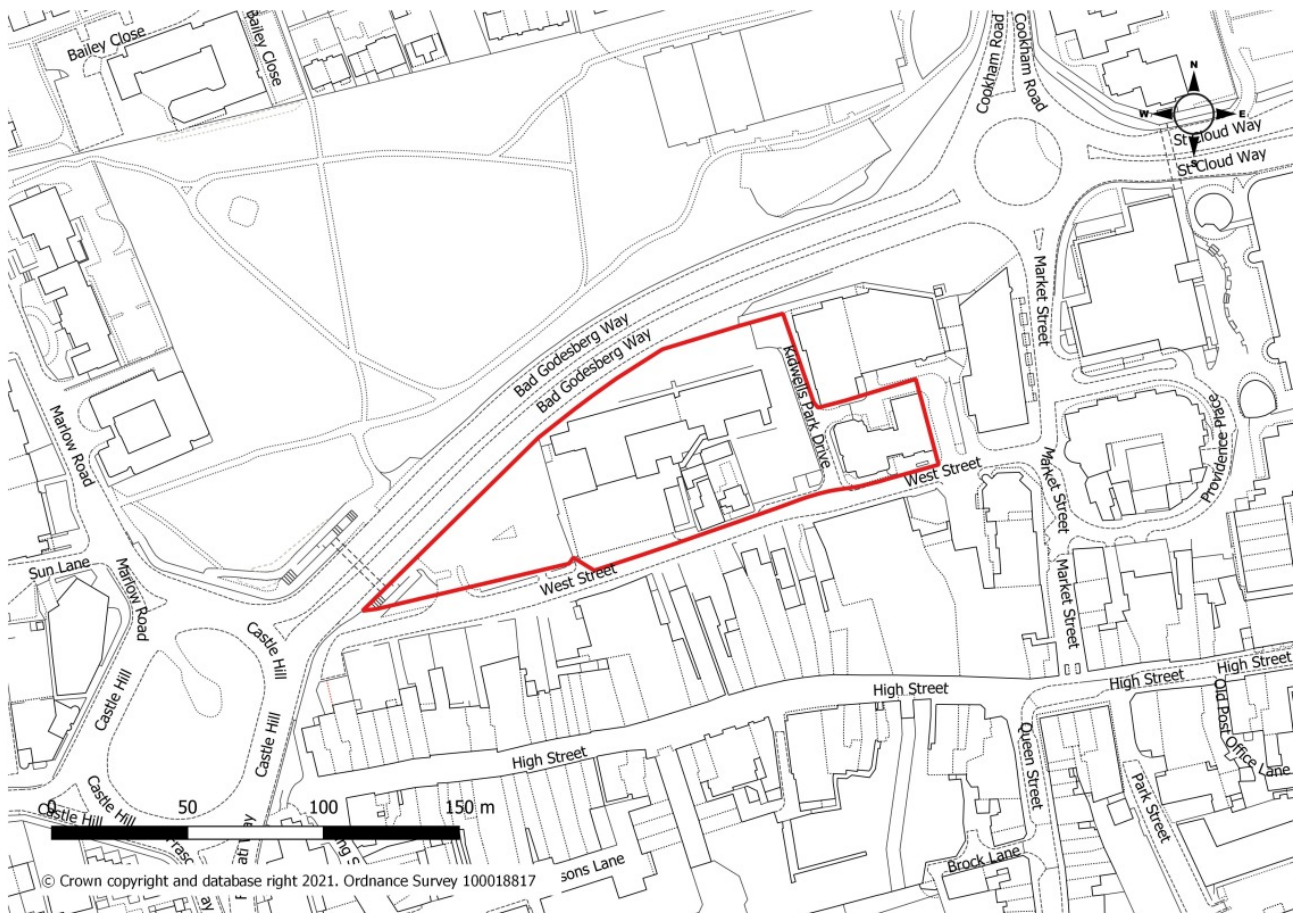 Bailey Close
Bailey Close
Cookham Road
Cookham Road
N
W
E
S
St Cloud Way
St Cloud Way
Market Street
Bad Godesberg Way
Bad Godesberg Way
Kidwells Park Drive
Marlow Road
Providence Place
West Street
Market Street
Sun Lane
Marlow Road
West Street
Market Street
Castle Hill
High Street
High Street
High Street
Castle Hill
Castle Hill
Queen Street
Old Post Office Lane
High Street
Park Street
Castle Hill
Castle Hill
0 50 100 150 m
Brock Lane
© Crown copyright and database right 2021. Ordnance Survey 100018817